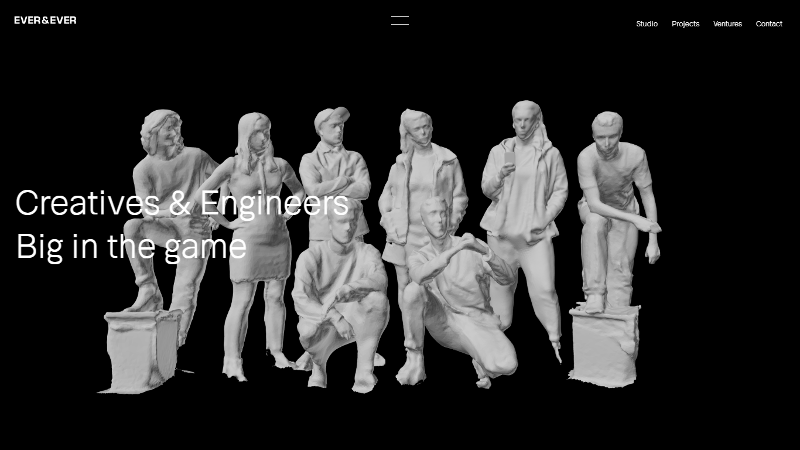 EVER&EVER
Studio
Projects
Ventures
Contact
Creatives & Engineers
Big in the game